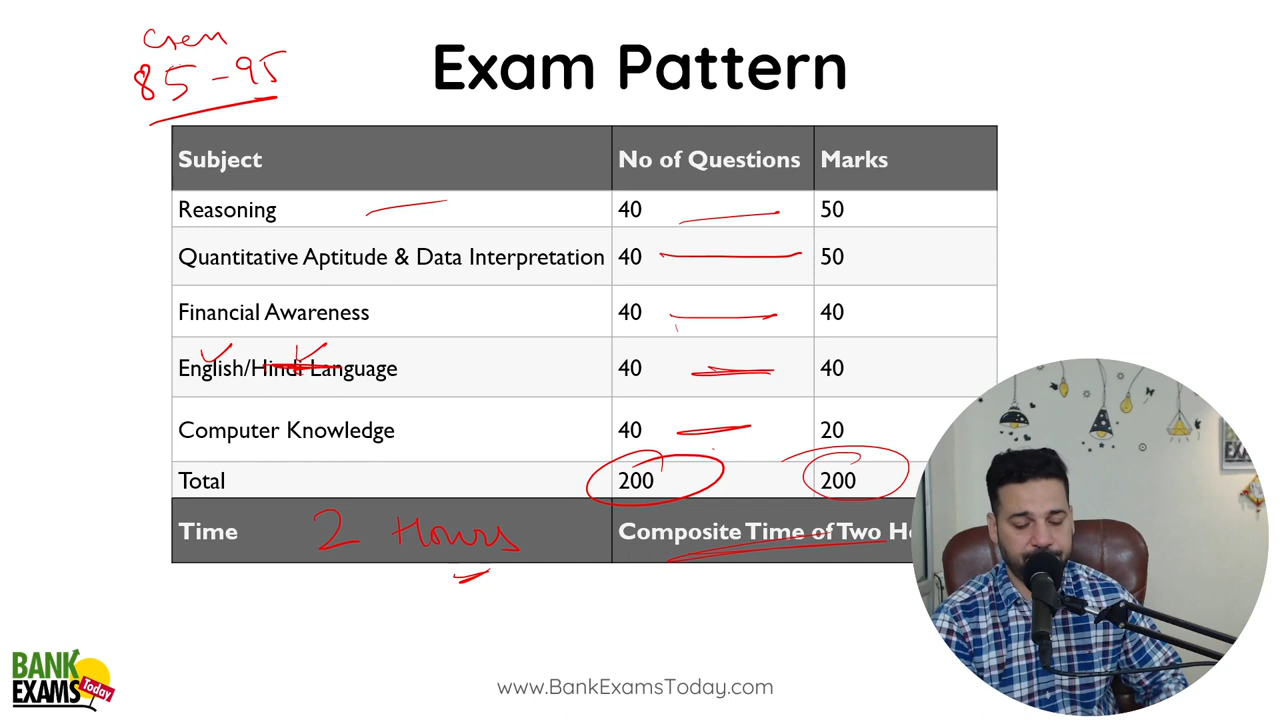 Gen
85-95
Exam Pattern
Subject No of Questions Marks
Reasoning 40 50
Quantitative Aptitude & Data Interpretation 40 50
Financial Awareness 40 40
English/Hindi Language 40 40
Computer Knowledge 40 20
Total 200 200
Time 2 Hours Composite Time of Two
BANK
EXAMS
Today
www.BankExamsToday.com